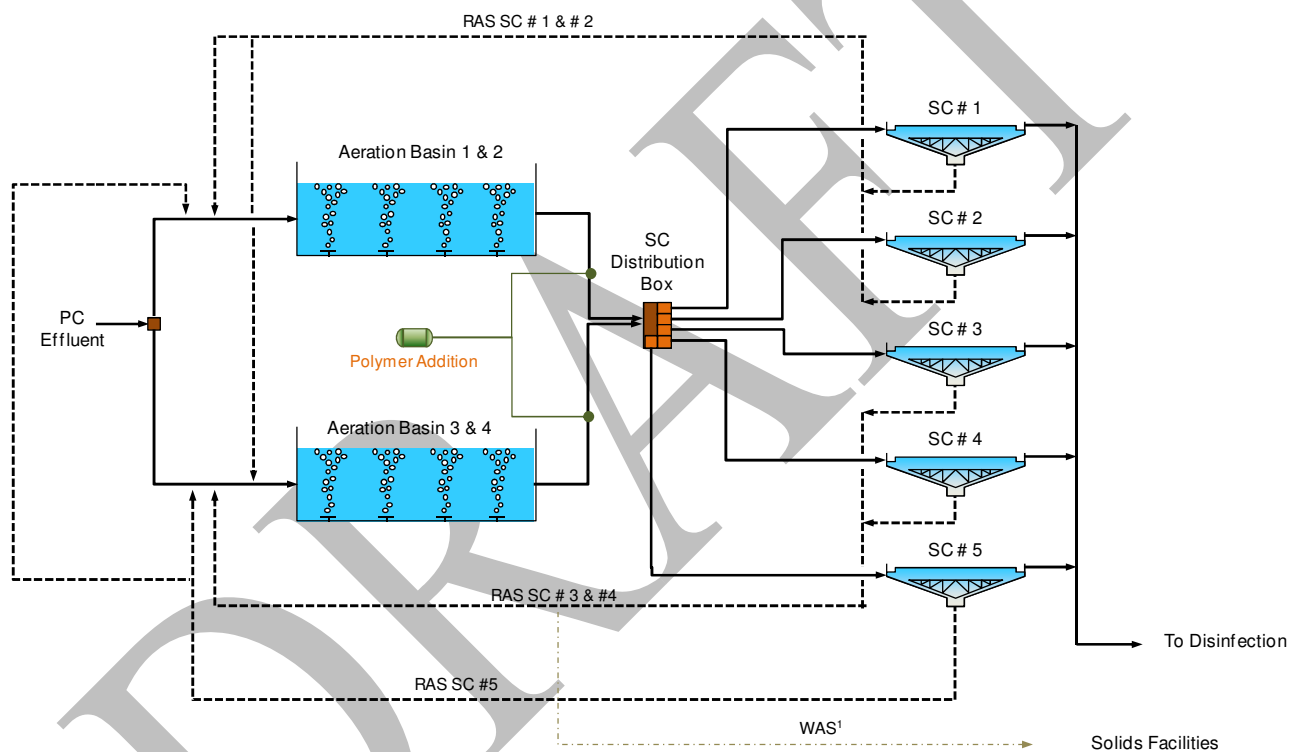 RAS SC # 1 & # 2
SC # 1
Aeration Basin 1 & 2
SC # 2
SC
Distribution
Box
PC
Effluent
SC # 3
Polymer Addition
Aeration Basin 3 & 4
SC # 4
SC # 5
RAS SC # 3 & #4
To Disinfection
RAS SC #5
WAS¹
Solids Facilities
DRAFT